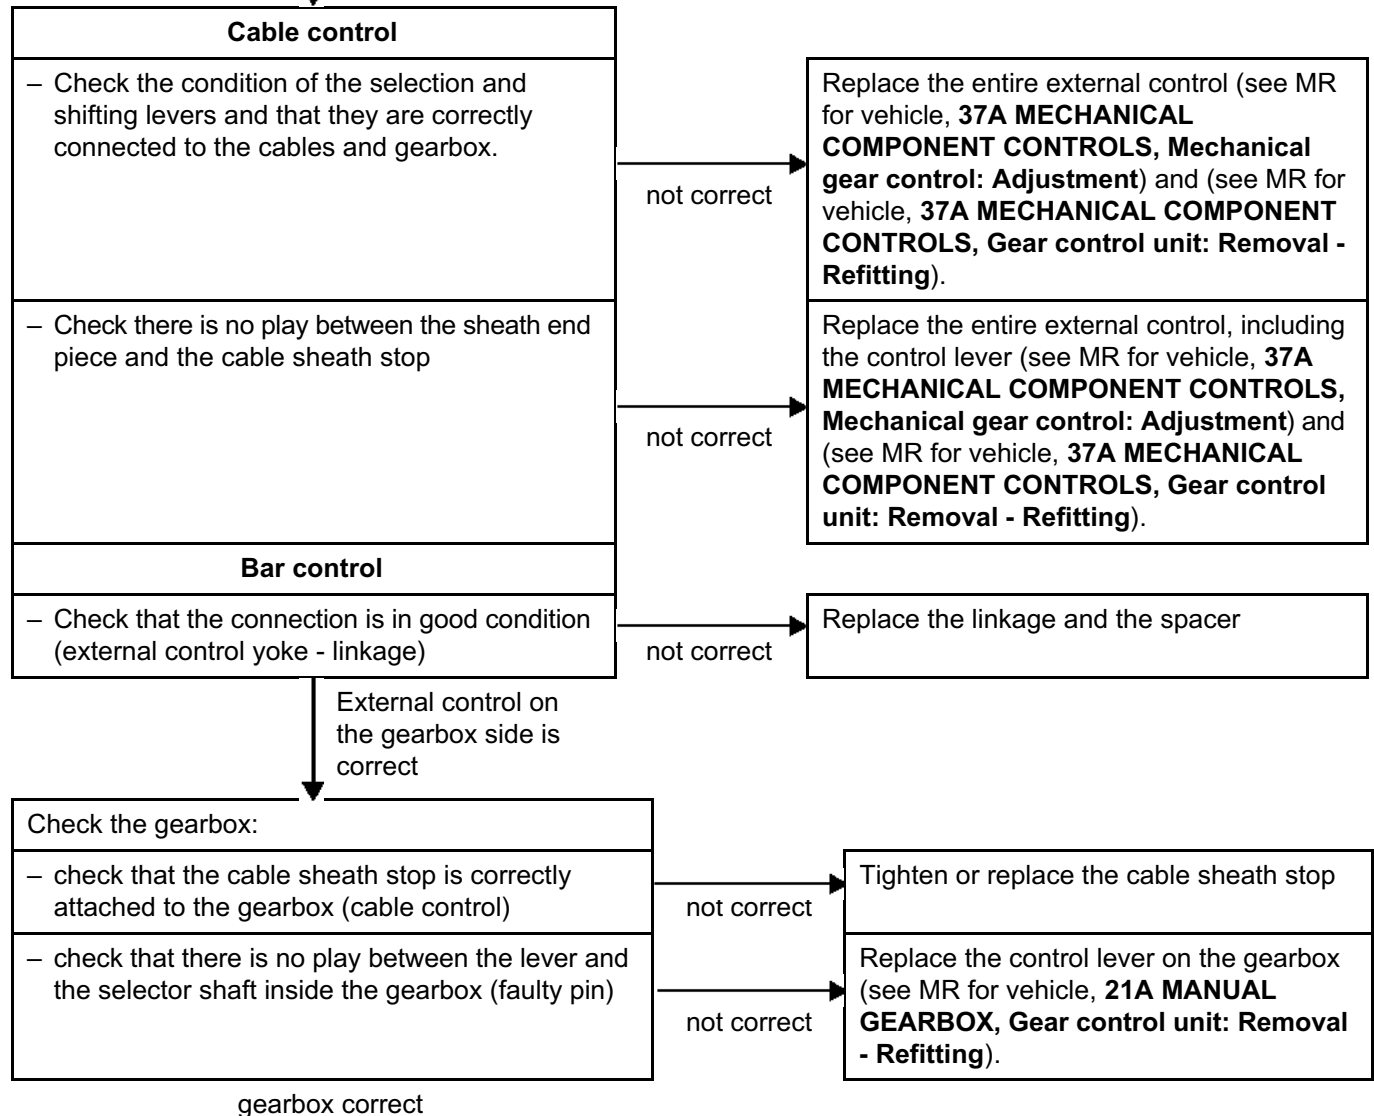 Cable control
– Check the condition of the selection and
shifting levers and that they are correctly
connected to the cables and gearbox.
not correct
Replace the entire external control (see MR
for vehicle, 37A MECHANICAL
COMPONENT CONTROLS, Mechanical
gear control: Adjustment) and (see MR for
vehicle, 37A MECHANICAL COMPONENT
CONTROLS, Gear control unit: Removal -
Refitting).
– Check there is no play between the sheath end
piece and the cable sheath stop
not correct
Replace the entire external control, including
the control lever (see MR for vehicle, 37A
MECHANICAL COMPONENT CONTROLS,
Mechanical gear control: Adjustment) and
(see MR for vehicle, 37A MECHANICAL
COMPONENT CONTROLS, Gear control
unit: Removal - Refitting).
Bar control
– Check that the connection is in good condition
(external control yoke - linkage)
not correct
Replace the linkage and the spacer
External control on
the gearbox side is
correct
Check the gearbox:
– check that the cable sheath stop is correctly
attached to the gearbox (cable control)
not correct
Tighten or replace the cable sheath stop
– check that there is no play between the lever and
the selector shaft inside the gearbox (faulty pin)
not correct
Replace the control lever on the gearbox
(see MR for vehicle, 21A MANUAL
GEARBOX, Gear control unit: Removal
- Refitting).
gearbox correct